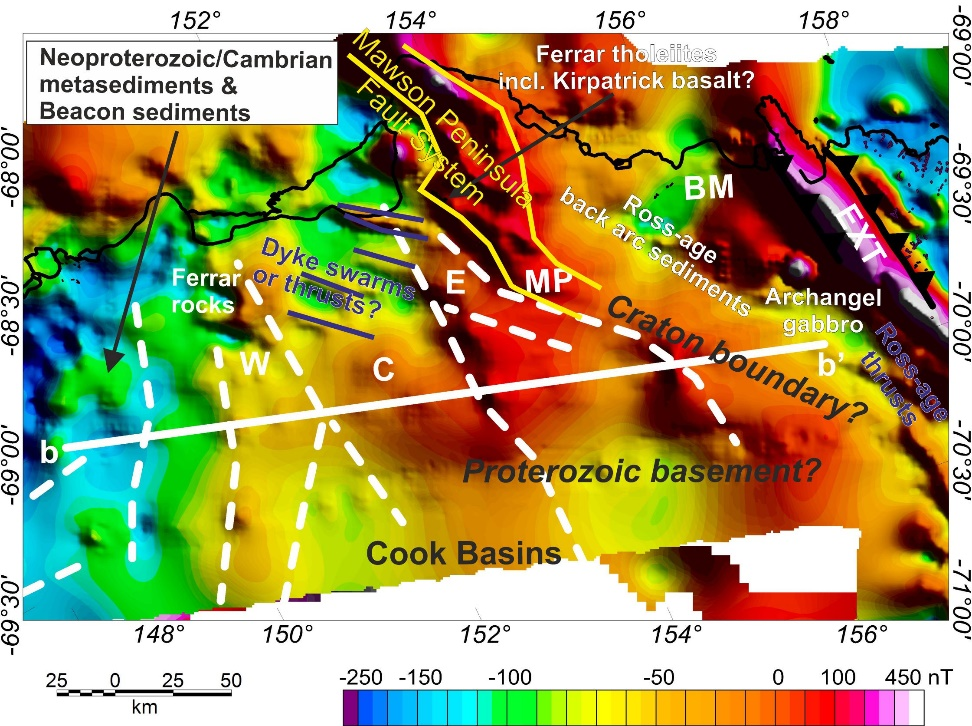 152°
154°
156°
158°
-69°00'
Neoproterozoic/Cambrian
metasediments &
Beacon sediments
Mawson Peninsula
Fault System
Ferrar tholeiites
incl. Kirpatrick basalt?
-68°00'
-69°30'
BM
EXT
Ross-age
back arc sediments
Dyke swarms
or thrusts?
Ferrar
rocks
E
MP
Archangel
gabbro
-68°30'
-70°00'
Craton boundary?
Ross-age
thrusts
W
C
b'
b
-69°00'
-70°30'
Proterozoic basement?
Cook Basins
-69°30'
-71°00'
148°
150°
152°
154°
156°
25 0 25 50
km
-250 -150 -100 -50 0 100 450 nT